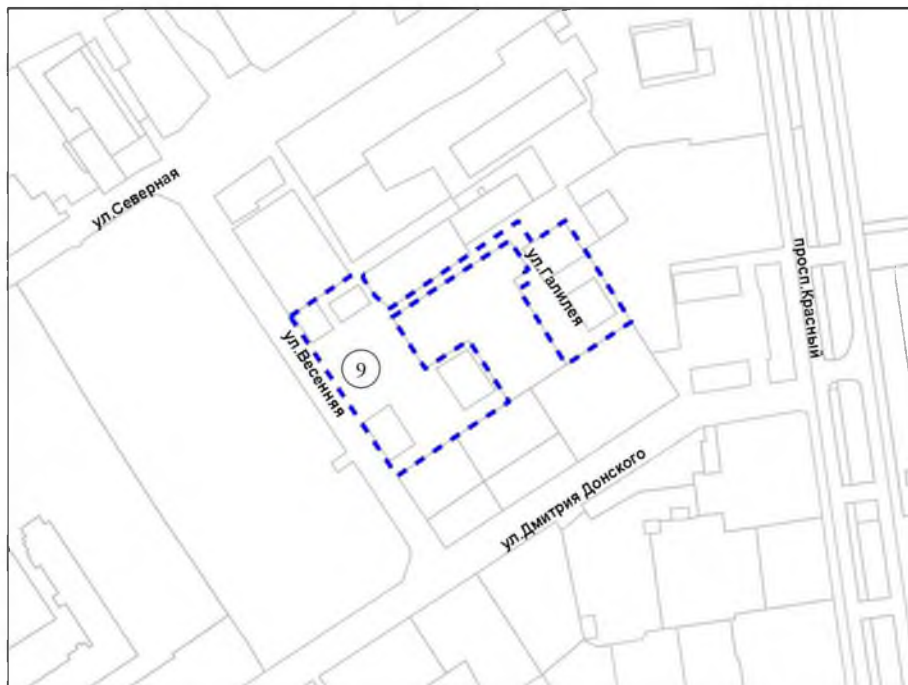 ул.Северная
ул.Галилея
просп.Красный
ул.Весенняя
9
ул.Дмитрия Донского